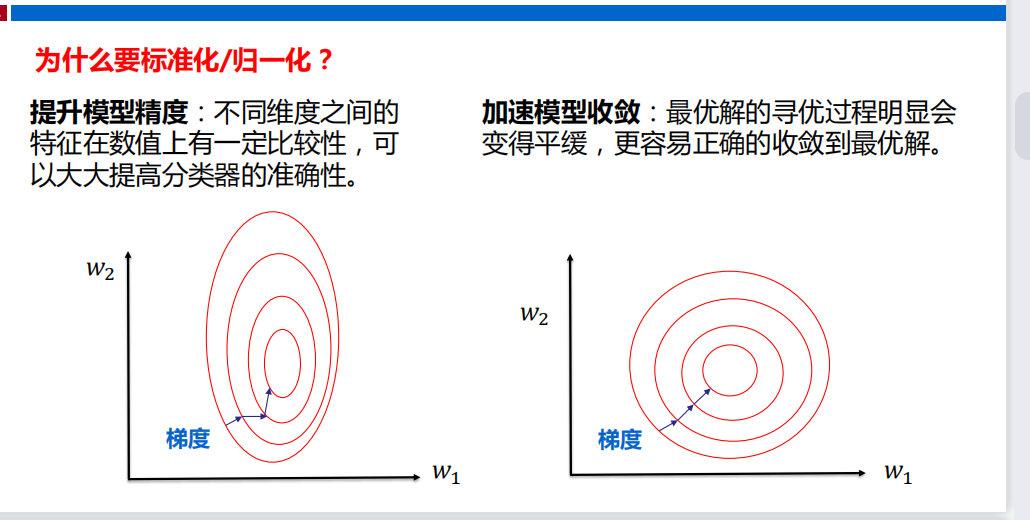 为什么要标准化/归一化？
提升模型精度：不同维度之间的
特征在数值上有一定比较性，可
以大大提高分类器的准确性。
加速模型收敛：最优解的寻优过程明显会
变得平缓，更容易正确的收敛到最优解。
w₂
梯度
w₁
w₂
梯度
w₁